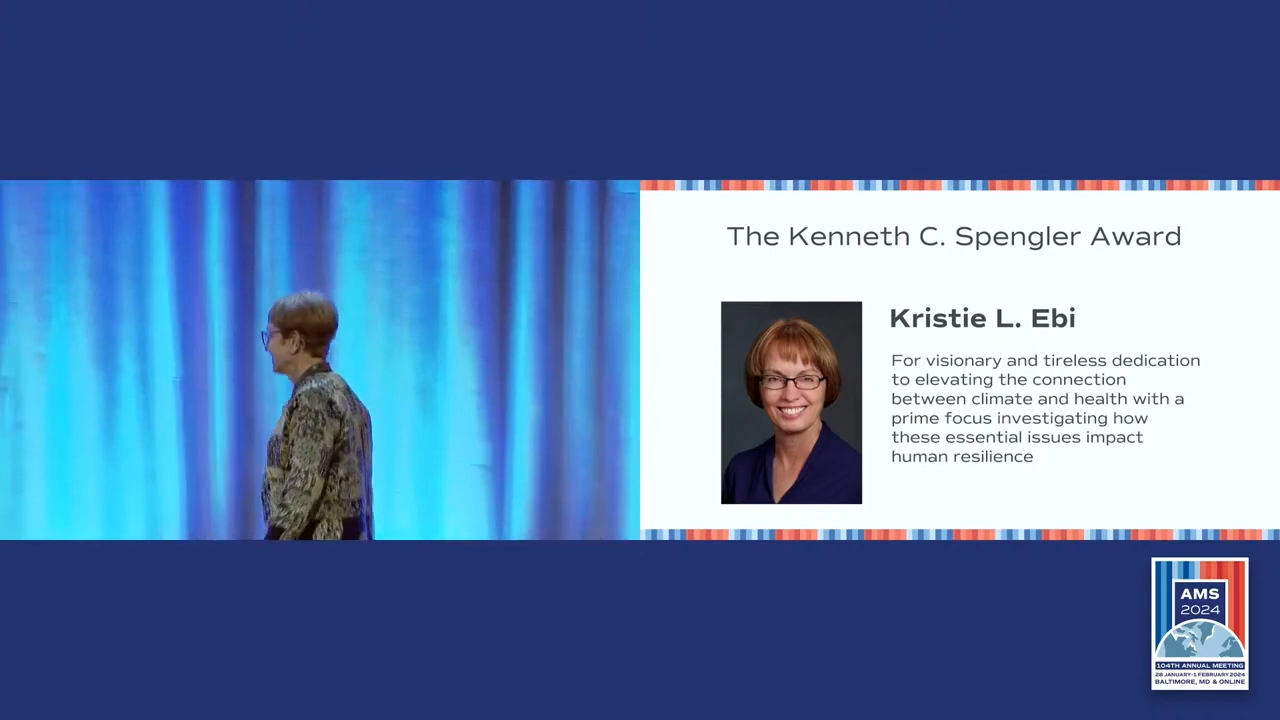 The Kenneth C. Spengler Award
Kristie L. Ebi
For visionary and tireless dedication
to elevating the connection
between climate and health with a
prime focus investigating how
these essential issues impact
human resilience
AMS
2024
104TH ANNUAL MEETING
28 JANUARY-1 FEBRUARY 2024
BALTIMORE, MD & ONLINE